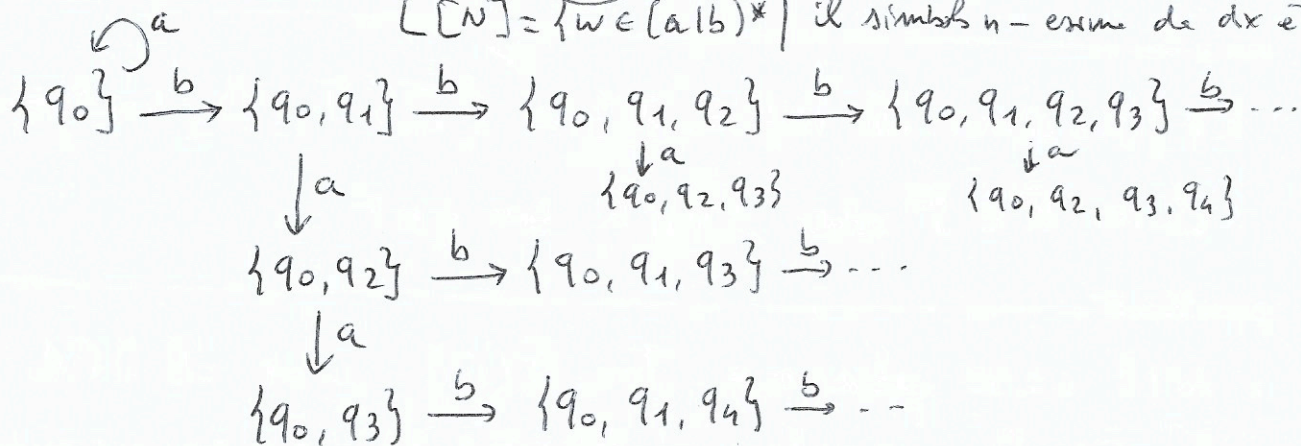 L[N] = {w ∈ (a|b)* | il simbolo n-esimo da dx è
a
{q0} b→ {q0, q1} b→ {q0, q1, q2} b→ {q0, q1, q2, q3} b→ ...
↓a ↓a ↓a
{q0, q2, q3} {q0, q2, q3, q4}
{q0, q2} b→ {q0, q1, q3} b→ ...
↓a
{q0, q3} b→ {q0, q1, q4} b→ ..